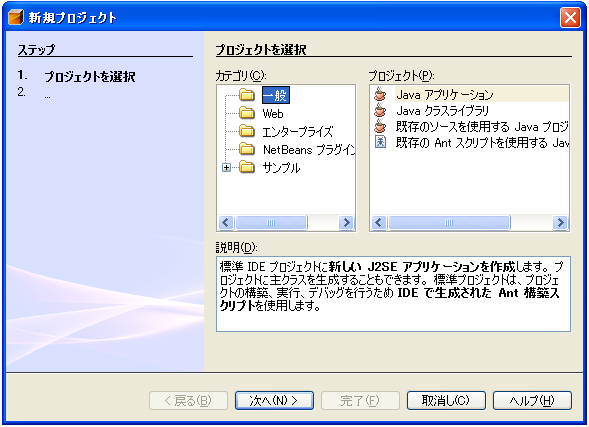 新規プロジェクト
ステップ
1. プロジェクトを選択
2. ...
プロジェクトを選択
カテゴリ(C):
一般
Web
エンタープライズ
NetBeans プラグイン
サンプル
プロジェクト(P):
Java アプリケーション
Java クラスライブラリ
既存のソースを使用する Java プロジ
既存の Ant スクリプトを使用する Jav
説明(D):
標準 IDE プロジェクトに新しい J2SE アプリケーションを作成します。プ
ロジェクトに主クラスを生成することもできます。標準プロジェクトは、プロジェ
クトの構築、実行、デバッグを行うため IDE で生成された Ant 構築ス
クリプトを使用します。
< 戻る(B)
次へ(N) >
完了(F)
取消し(C)
ヘルプ(H)